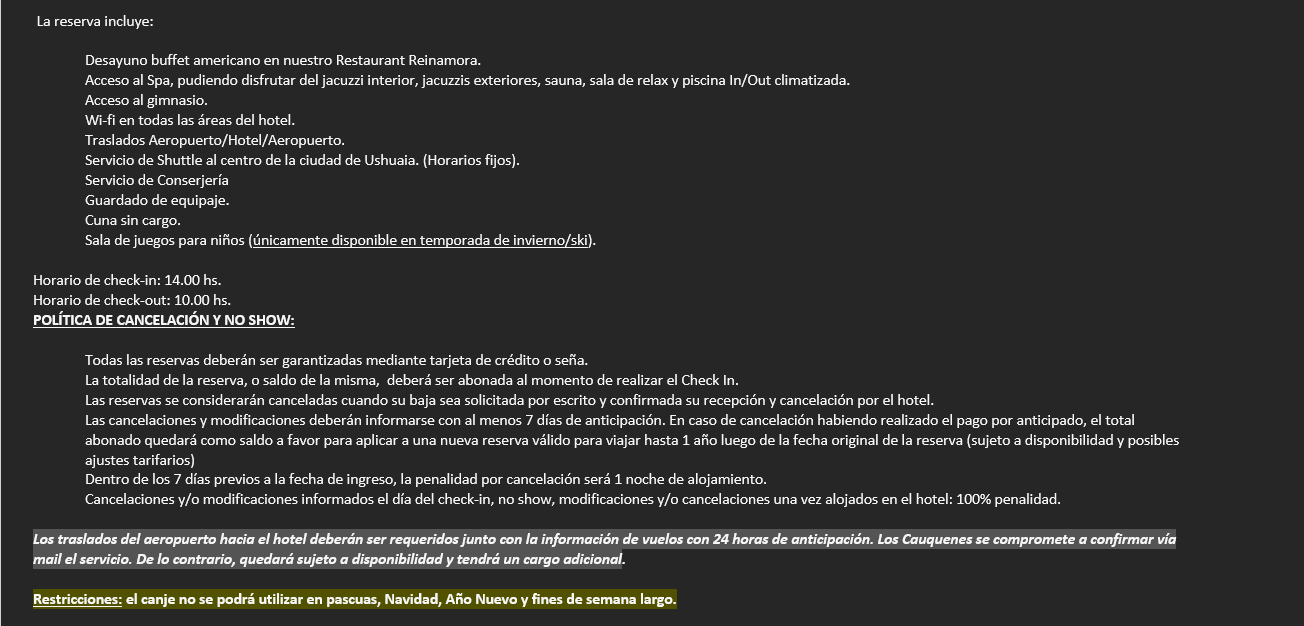 La reserva incluye:
Desayuno buffet americano en nuestro Restaurant Reinamora.
Acceso al Spa, pudiendo disfrutar del jacuzzi interior, jacuzzis exteriores, sauna, sala de relax y piscina In/Out climatizada.
Acceso al gimnasio.
Wi-fi en todas las áreas del hotel.
Traslados Aeropuerto/Hotel/Aeropuerto.
Servicio de Shuttle al centro de la ciudad de Ushuaia. (Horarios fijos).
Servicio de Conserjería
Guardado de equipaje.
Cuna sin cargo.
Sala de juegos para niños (únicamente disponible en temporada de invierno/ski).
Horario de check-in: 14.00 hs.
Horario de check-out: 10.00 hs.
POLÍTICA DE CANCELACIÓN Y NO SHOW:
Todas las reservas deberán ser garantizadas mediante tarjeta de crédito o seña.
La totalidad de la reserva, o saldo de la misma, deberá ser abonada al momento de realizar el Check In.
Las reservas se considerarán canceladas cuando su baja sea solicitada por escrito y confirmada su recepción y cancelación por el hotel.
Las cancelaciones y modificaciones deberán informarse con al menos 7 días de anticipación. En caso de cancelación habiendo realizado el pago por anticipado, el total
abonado quedará como saldo a favor para aplicar a una nueva reserva válido para viajar hasta 1 año luego de la fecha original de la reserva (sujeto a disponibilidad y posibles
ajustes tarifarios)
Dentro de los 7 días previos a la fecha de ingreso, la penalidad por cancelación será 1 noche de alojamiento.
Cancelaciones y/o modificaciones informados el día del check-in, no show, modificaciones y/o cancelaciones una vez alojados en el hotel: 100% penalidad.
Los traslados del aeropuerto hacia el hotel deberán ser requeridos junto con la información de vuelos con 24 horas de anticipación. Los Cauquenes se compromete a confirmar vía
mail el servicio. De lo contrario, quedará sujeto a disponibilidad y tendrá un cargo adicional.
Restricciones: el canje no se podrá utilizar en pascuas, Navidad, Año Nuevo y fines de semana largo.